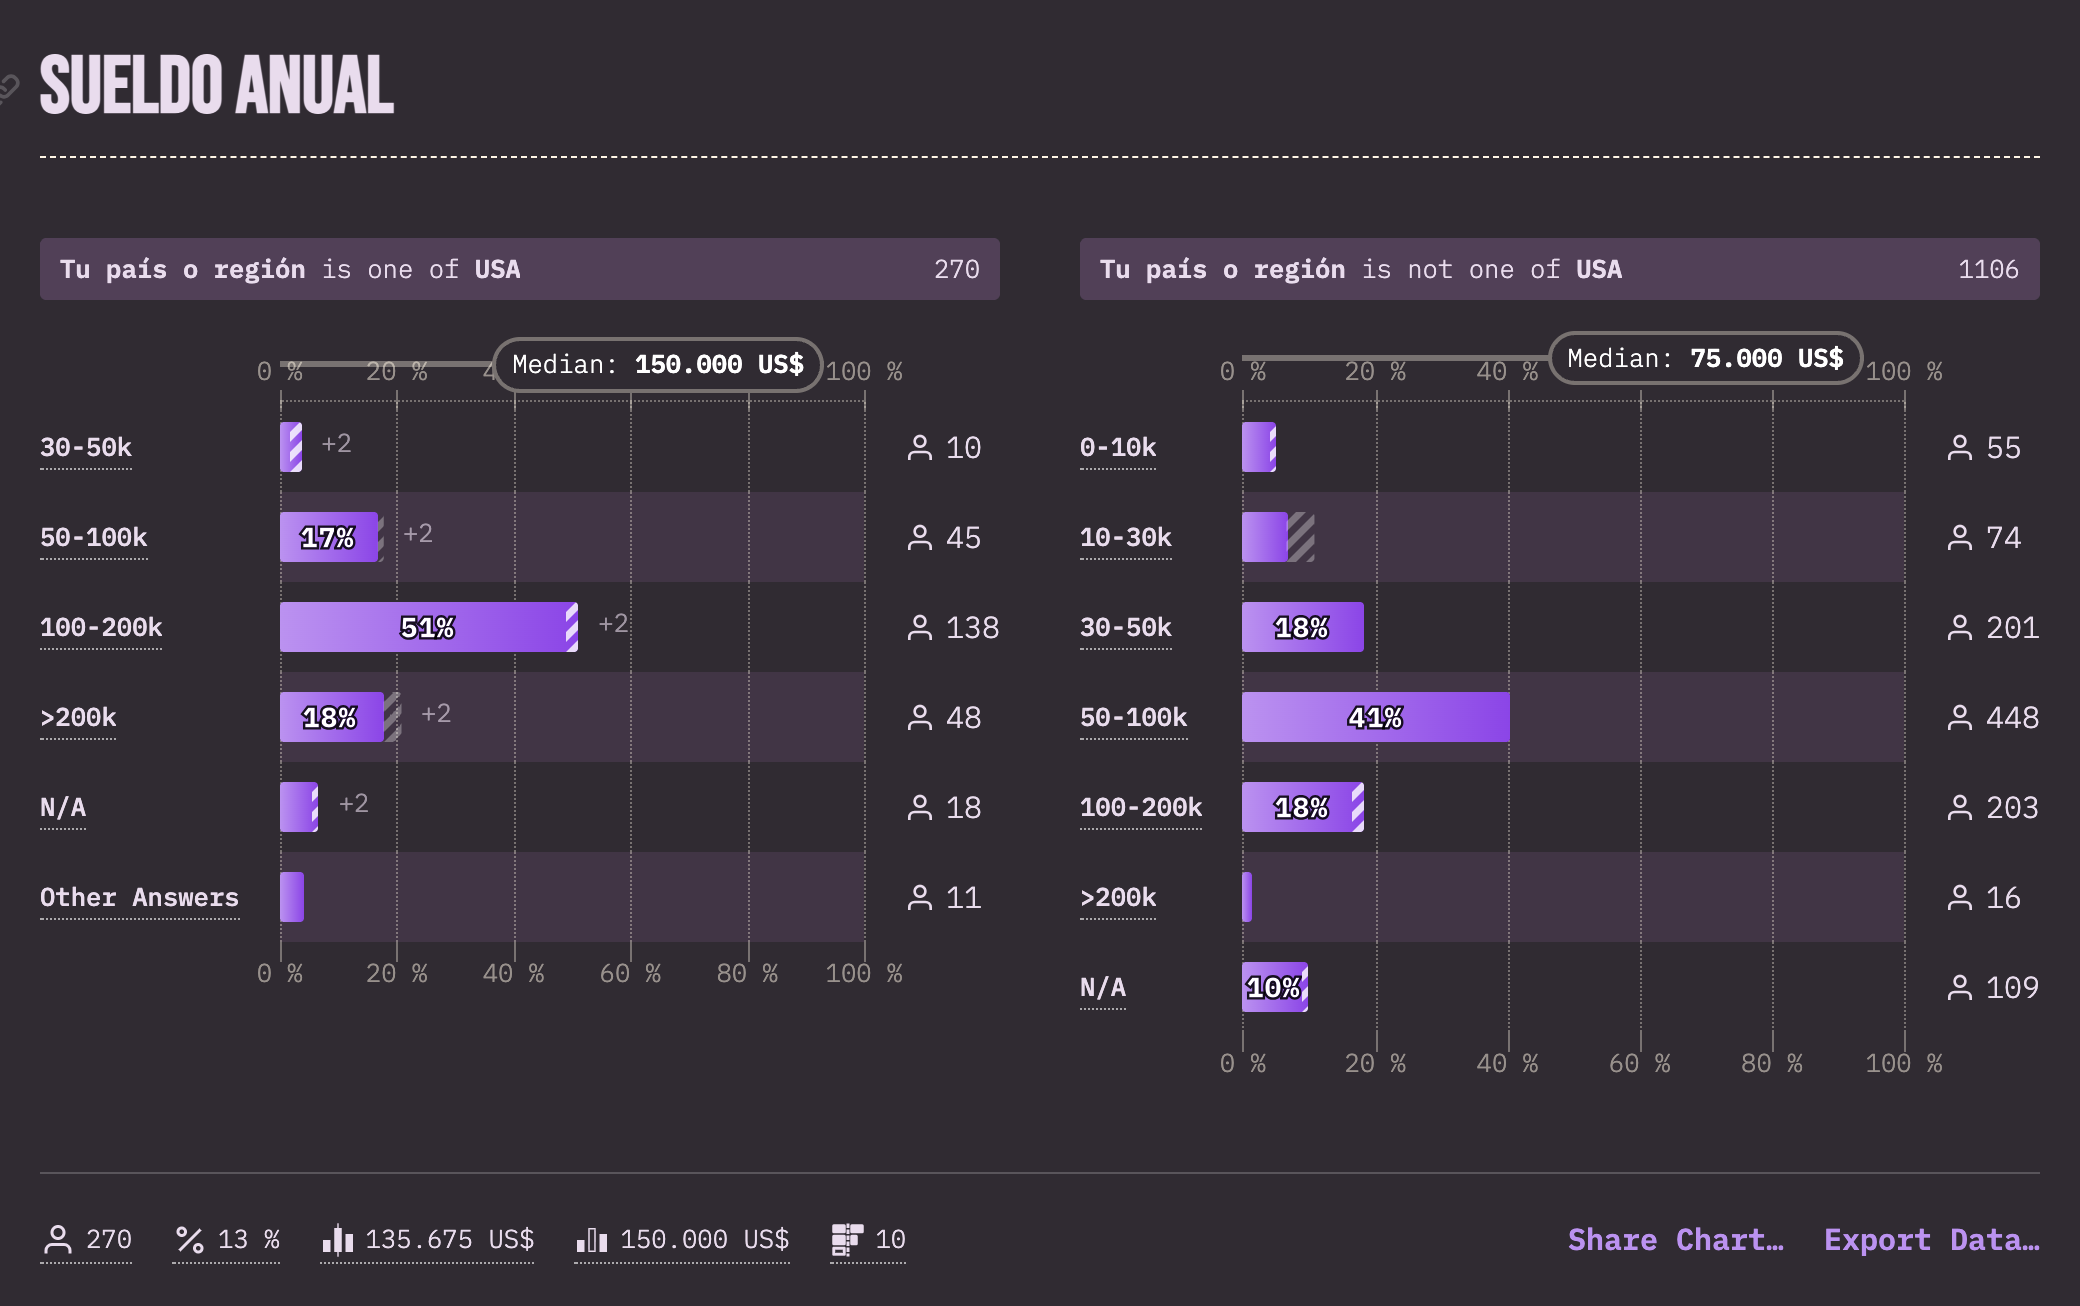 SUELDO ANUAL
Tu país o región is one of USA 270
0 % 20 % 4 Median: 150.000 US$ 100 %
30-50k +2 10
50-100k 17% +2 45
100-200k 51% +2 138
>200k 18% +2 48
N/A +2 18
Other Answers 11
0 % 20 % 40 % 60 % 80 % 100 %
Tu país o región is not one of USA 1106
0 % 20 % 40 % Median: 75.000 US$ 100 %
0-10k 55
10-30k 74
30-50k 18% 201
50-100k 41% 448
100-200k 18% 203
>200k 16
N/A 10% 109
0 % 20 % 40 % 60 % 80 % 100 %
270 13 % 135.675 US$ 150.000 US$ 10 Share Chart… Export Data…